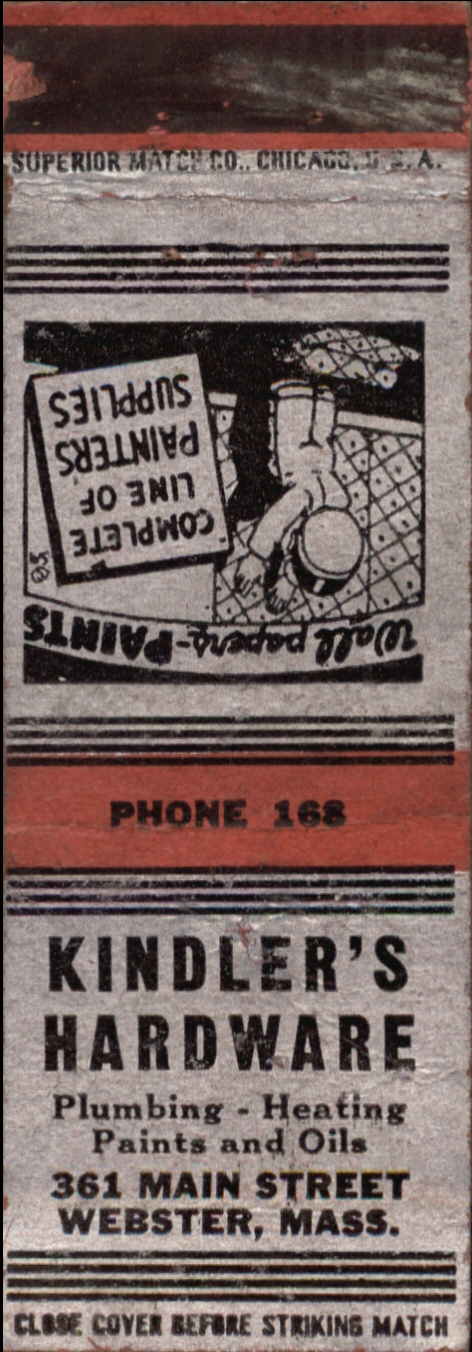 SUPERIOR MATCH CO., CHICAGO, U.S.A.
Wall papers-PAINTS
COMPLETE
LINE OF
PAINTERS
SUPPLIES
PHONE 168
KINDLER'S
HARDWARE
Plumbing - Heating
Paints and Oils
361 MAIN STREET
WEBSTER, MASS.
CLOSE COVER BEFORE STRIKING MATCH